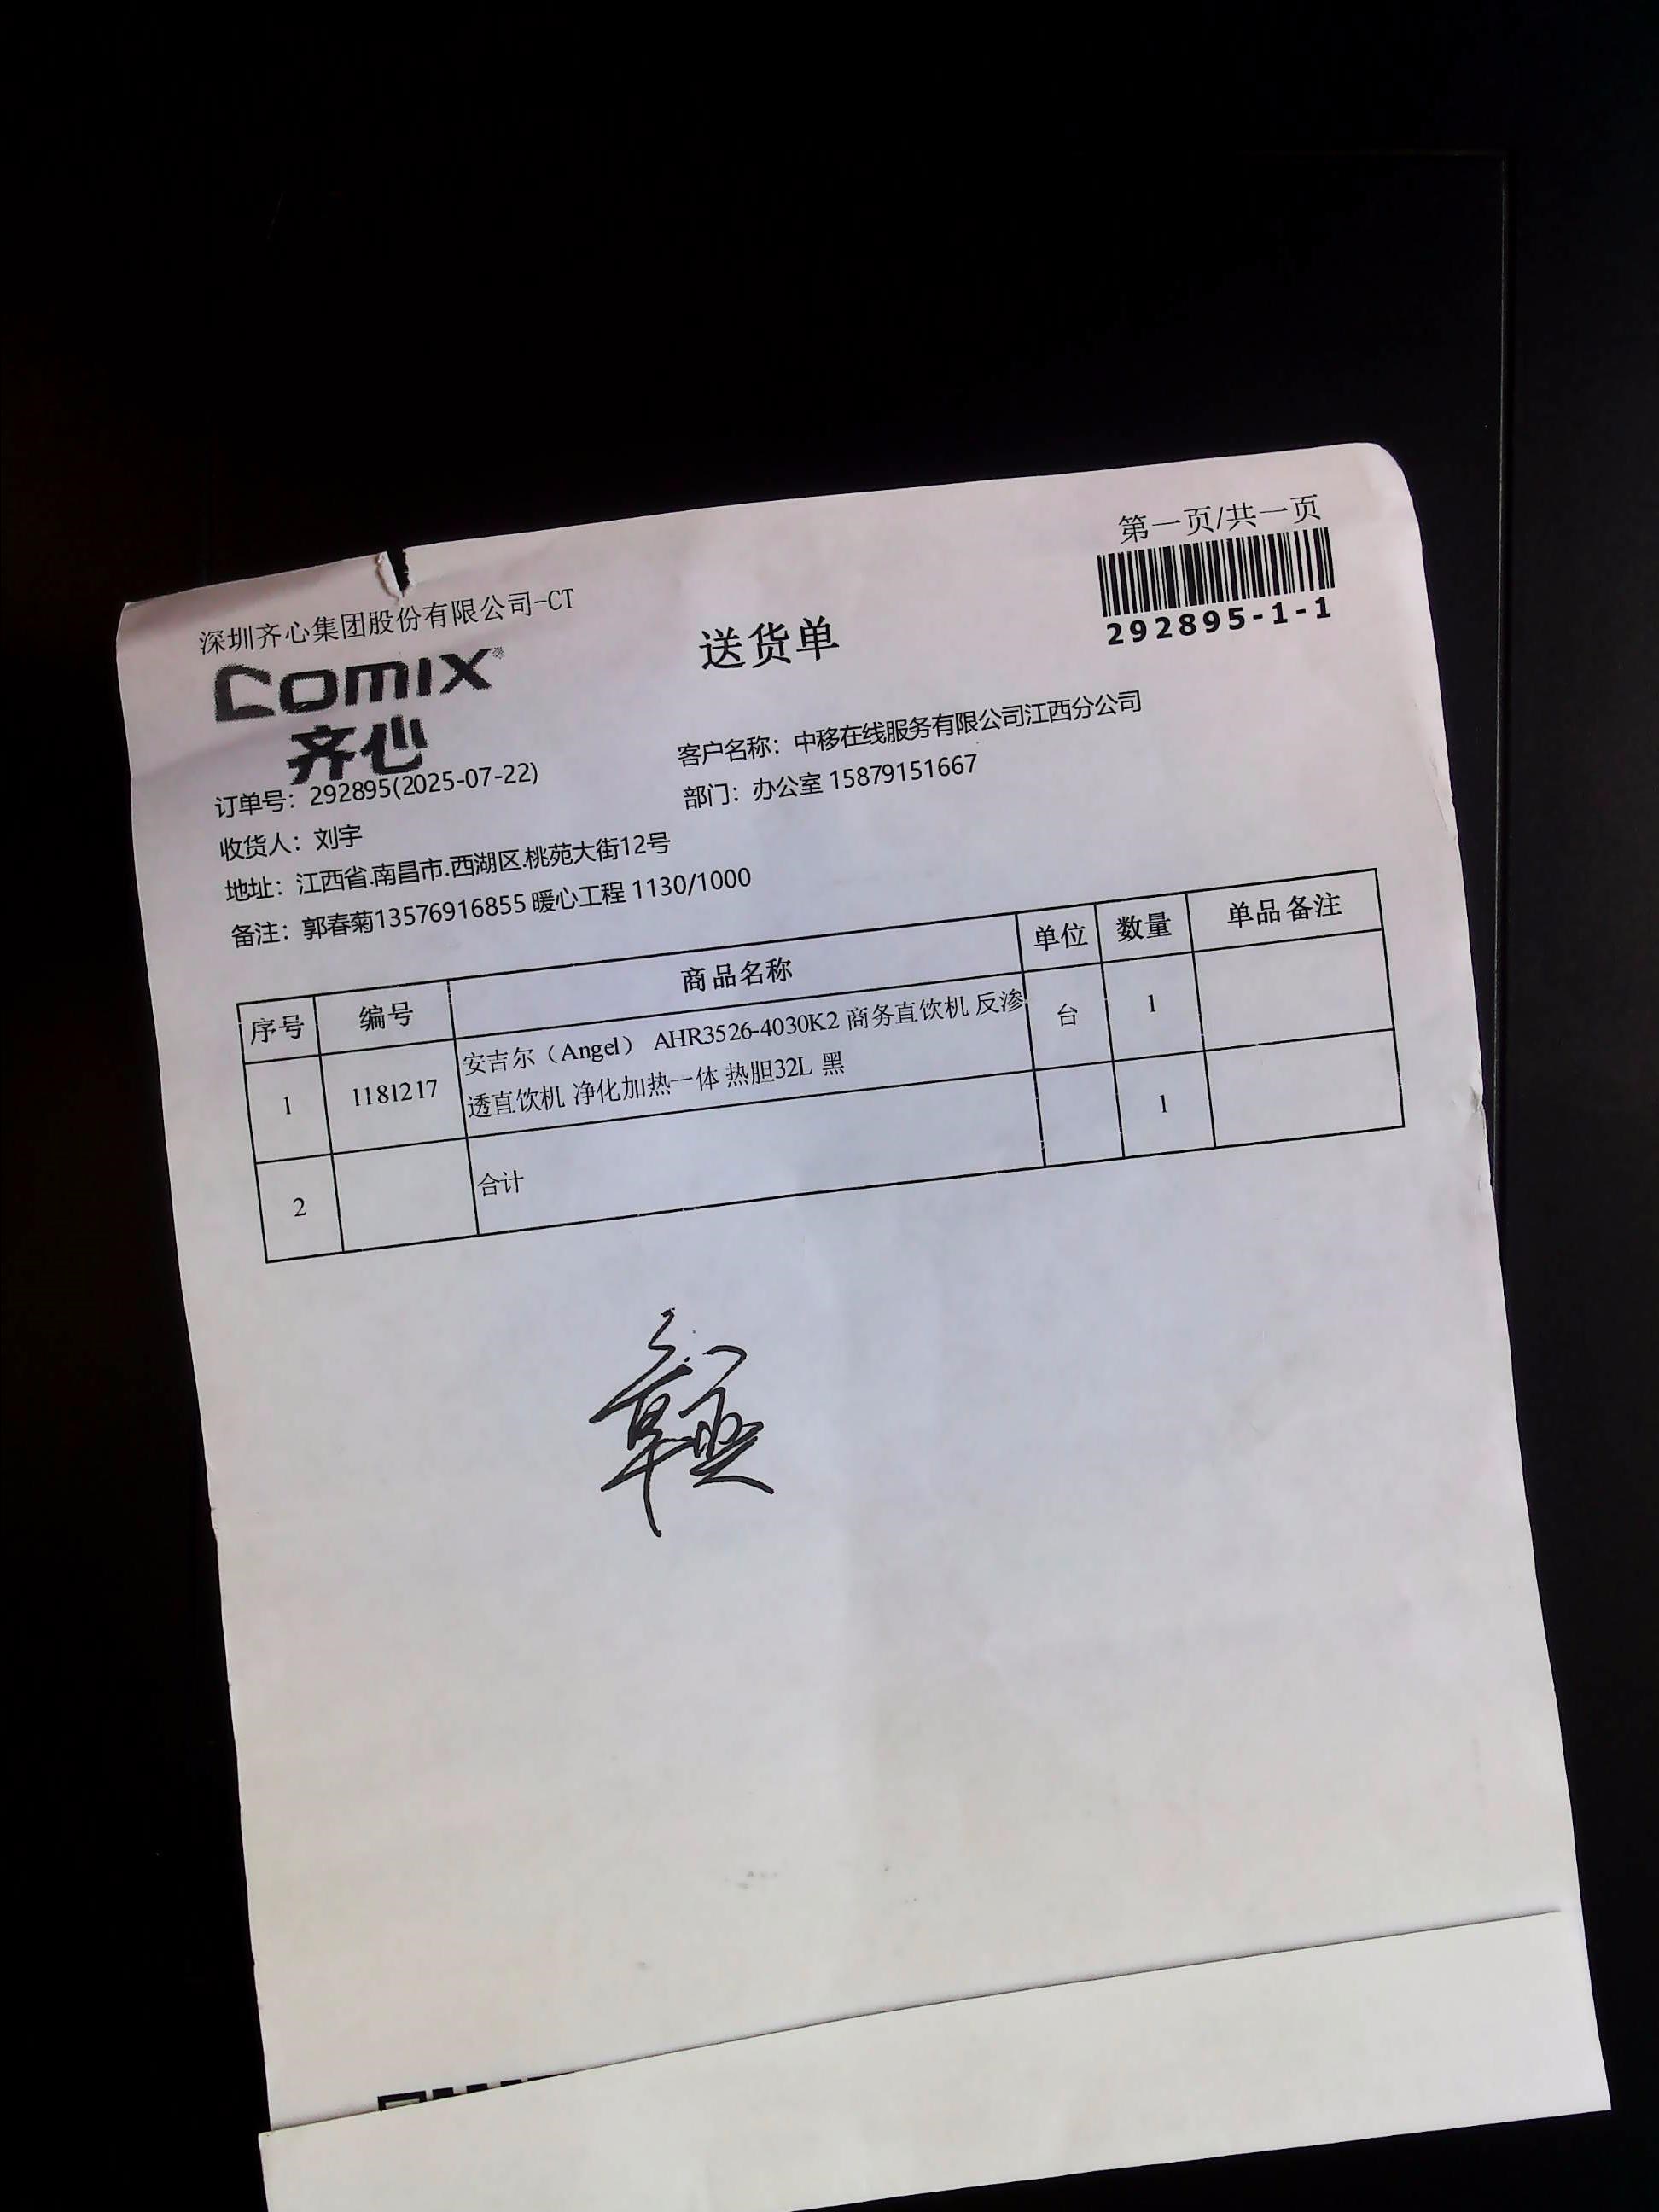 第一页/共一页
292895-1-1
深圳齐心集团股份有限公司-CT
送货单
COMIX®
齐心
客户名称：中移在线服务有限公司江西分公司
订单号：292895(2025-07-22)
部门：办公室 15879151667
收货人：刘宇
地址：江西省.南昌市.西湖区.桃苑大街12号
备注：郭春菊13576916855 暖心工程 1130/1000
序号 编号 商品名称 单位 数量 单品备注
1 1181217 安吉尔（Angel） AHR3526-4030K2 商务直饮机 反渗 台 1
透直饮机 净化加热一体 热胆32L 黑
2 合计 1